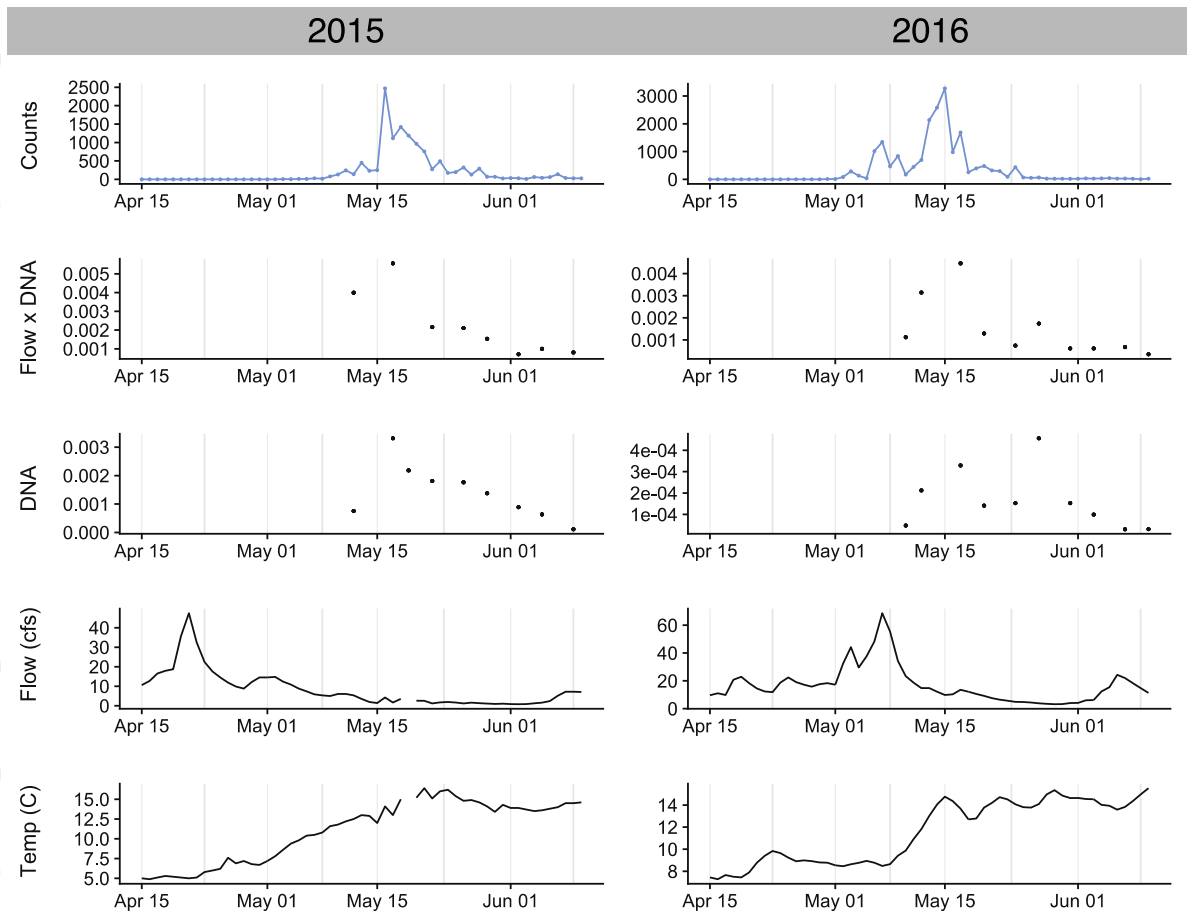 2015 2016
Counts
2500
2000
1500
1000
500
0
Apr 15 May 01 May 15 Jun 01
3000
2000
1000
0
Apr 15 May 01 May 15 Jun 01
Flow x DNA
0.005
0.004
0.003
0.002
0.001
Apr 15 May 01 May 15 Jun 01
0.004
0.003
0.002
0.001
Apr 15 May 01 May 15 Jun 01
DNA
0.003
0.002
0.001
0.000
Apr 15 May 01 May 15 Jun 01
4e-04
3e-04
2e-04
1e-04
Apr 15 May 01 May 15 Jun 01
Flow (cfs)
40
30
20
10
0
Apr 15 May 01 May 15 Jun 01
60
40
20
0
Apr 15 May 01 May 15 Jun 01
Temp (C)
15.0
12.5
10.0
7.5
5.0
Apr 15 May 01 May 15 Jun 01
14
12
10
8
Apr 15 May 01 May 15 Jun 01